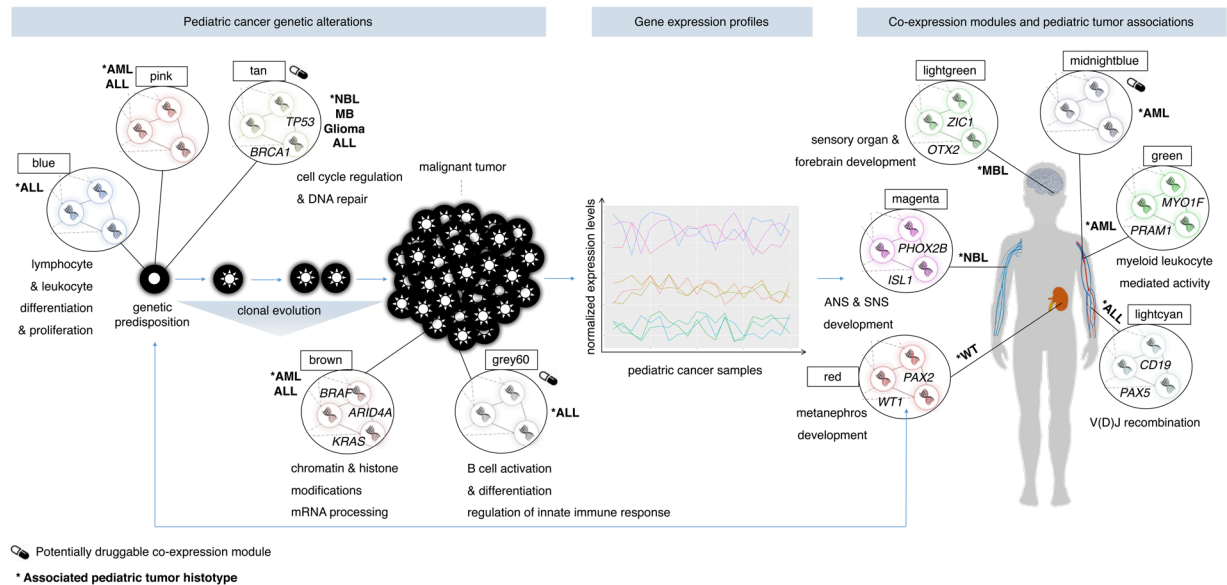 Pediatric cancer genetic alterations
Gene expression profiles
Co-expression modules and pediatric tumor associations
*AML
ALL
pink
tan
*NBL
MB
Glioma
ALL
TP53
BRCA1
cell cycle regulation
& DNA repair
blue
*ALL
lymphocyte
& leukocyte
differentiation
& proliferation
genetic
predisposition
clonal evolution
malignant tumor
brown
*AML
ALL
BRAF
ARID4A
KRAS
chromatin & histone
modifications
mRNA processing
grey60
*ALL
B cell activation
& differentiation
regulation of innate immune response
normalized expression levels
pediatric cancer samples
lightgreen
ZIC1
OTX2
sensory organ &
forebrain development
*MBL
midnightblue
*AML
green
MYO1F
PRAM1
*AML
myeloid leukocyte
mediated activity
magenta
PHOX2B
ISL1
*NBL
ANS & SNS
development
red
PAX2
WT1
*WT
metanephros
development
*ALL
lightcyan
CD19
PAX5
V(D)J recombination
Potentially druggable co-expression module
* Associated pediatric tumor histotype